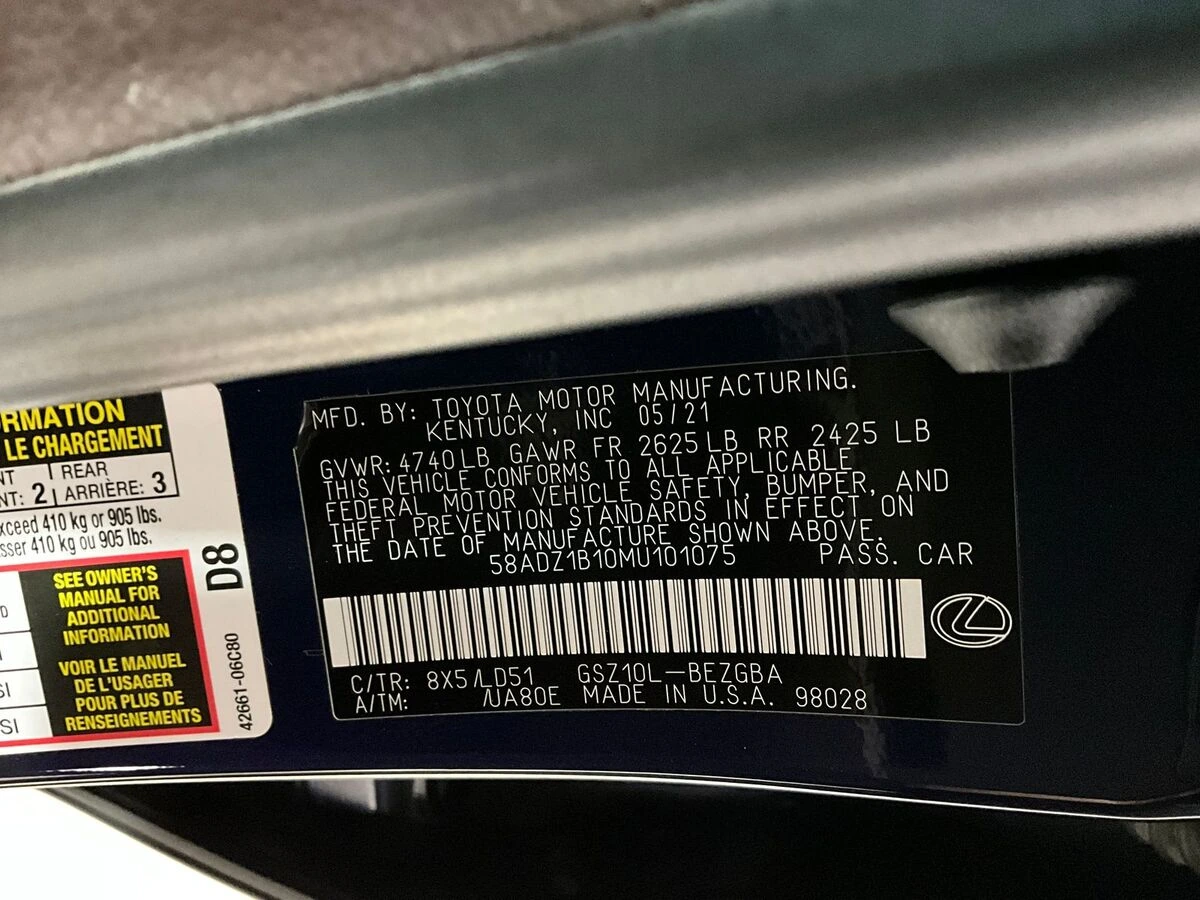 RMATION
LE CHARGEMENT
NT REAR
NT: 2 ARRIÈRE: 3
xceed 410 kg or 905 lbs.
sser 410 kg ou 905 lbs.
SEE OWNER'S
MANUAL FOR
ADDITIONAL
INFORMATION
VOIR LE MANUEL
DE L'USAGER
POUR PLUS DE
RENSEIGNEMENTS
D
SI
SI
D8
42661-06C80
MFD. BY: TOYOTA MOTOR MANUFACTURING.
KENTUCKY, INC 05/21
GVWR: 4740LB GAWR FR 2625LB RR 2425 LB
THIS VEHICLE CONFORMS TO ALL APPLICABLE
FEDERAL MOTOR VEHICLE SAFETY, BUMPER, AND
THEFT PREVENTION STANDARDS IN EFFECT ON
THE DATE OF MANUFACTURE SHOWN ABOVE.
58ADZ1B10MU101075 PASS. CAR
C/TR: 8X5/LD51 GSZ10L-BEZGBA
A/TM: /UA80E MADE IN U.S.A. 98028